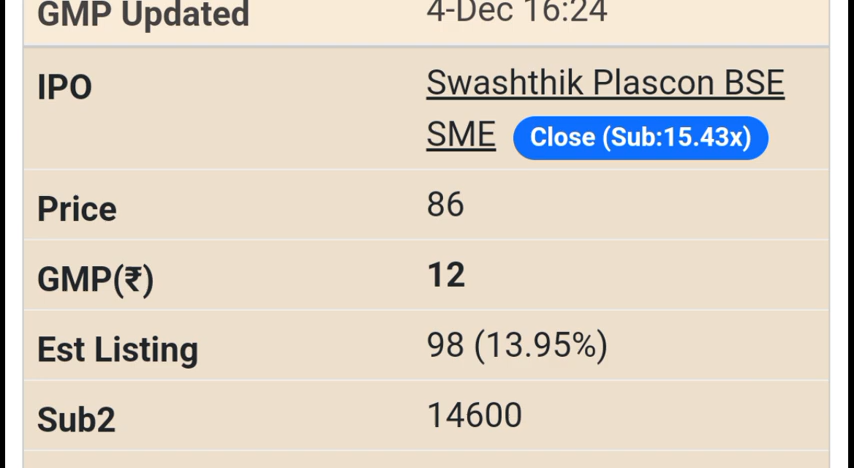 GMP Updated 4-Dec 16:24
IPO Swashthik Plascon BSE
SME Close (Sub:15.43x)
Price 86
GMP(₹) 12
Est Listing 98 (13.95%)
Sub2 14600